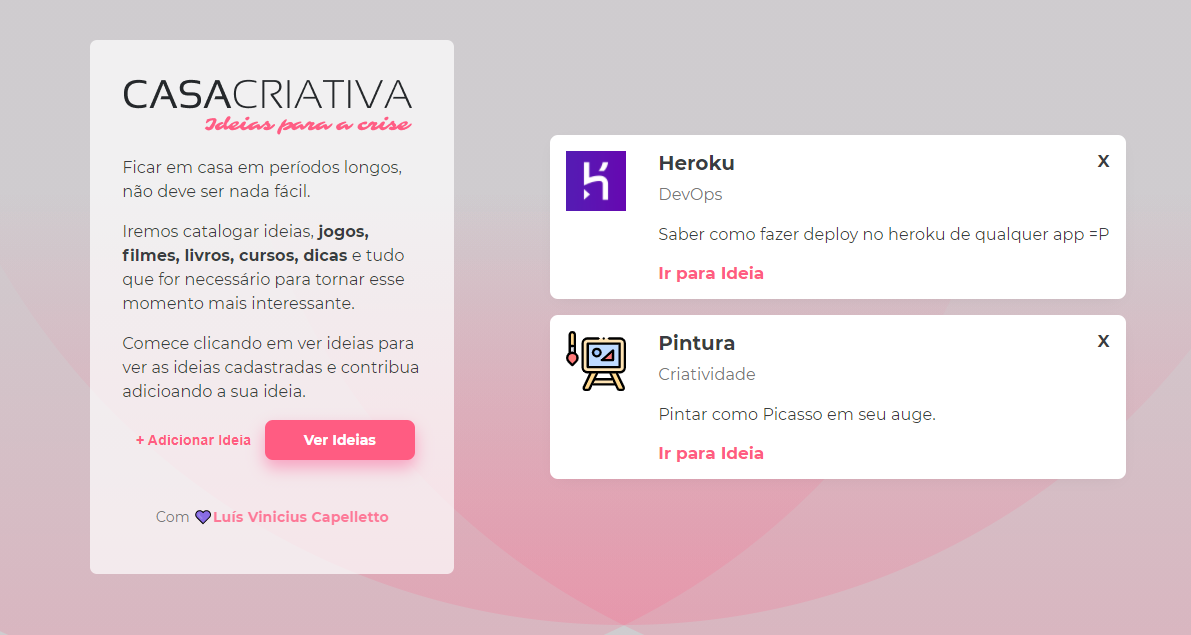 CASACRIATIVA
Ideias para a crise
Ficar em casa em períodos longos,
não deve ser nada fácil.
Iremos catalogar ideias, jogos,
filmes, livros, cursos, dicas e tudo
que for necessário para tornar esse
momento mais interessante.
Comece clicando em ver ideias para
ver as ideias cadastradas e contribua
adicioando a sua ideia.
+ Adicionar Ideia
Ver Ideias
Com 💜Luís Vinicius Capelletto
Heroku
X
DevOps
Saber como fazer deploy no heroku de qualquer app =P
Ir para Ideia
Pintura
X
Criatividade
Pintar como Picasso em seu auge.
Ir para Ideia